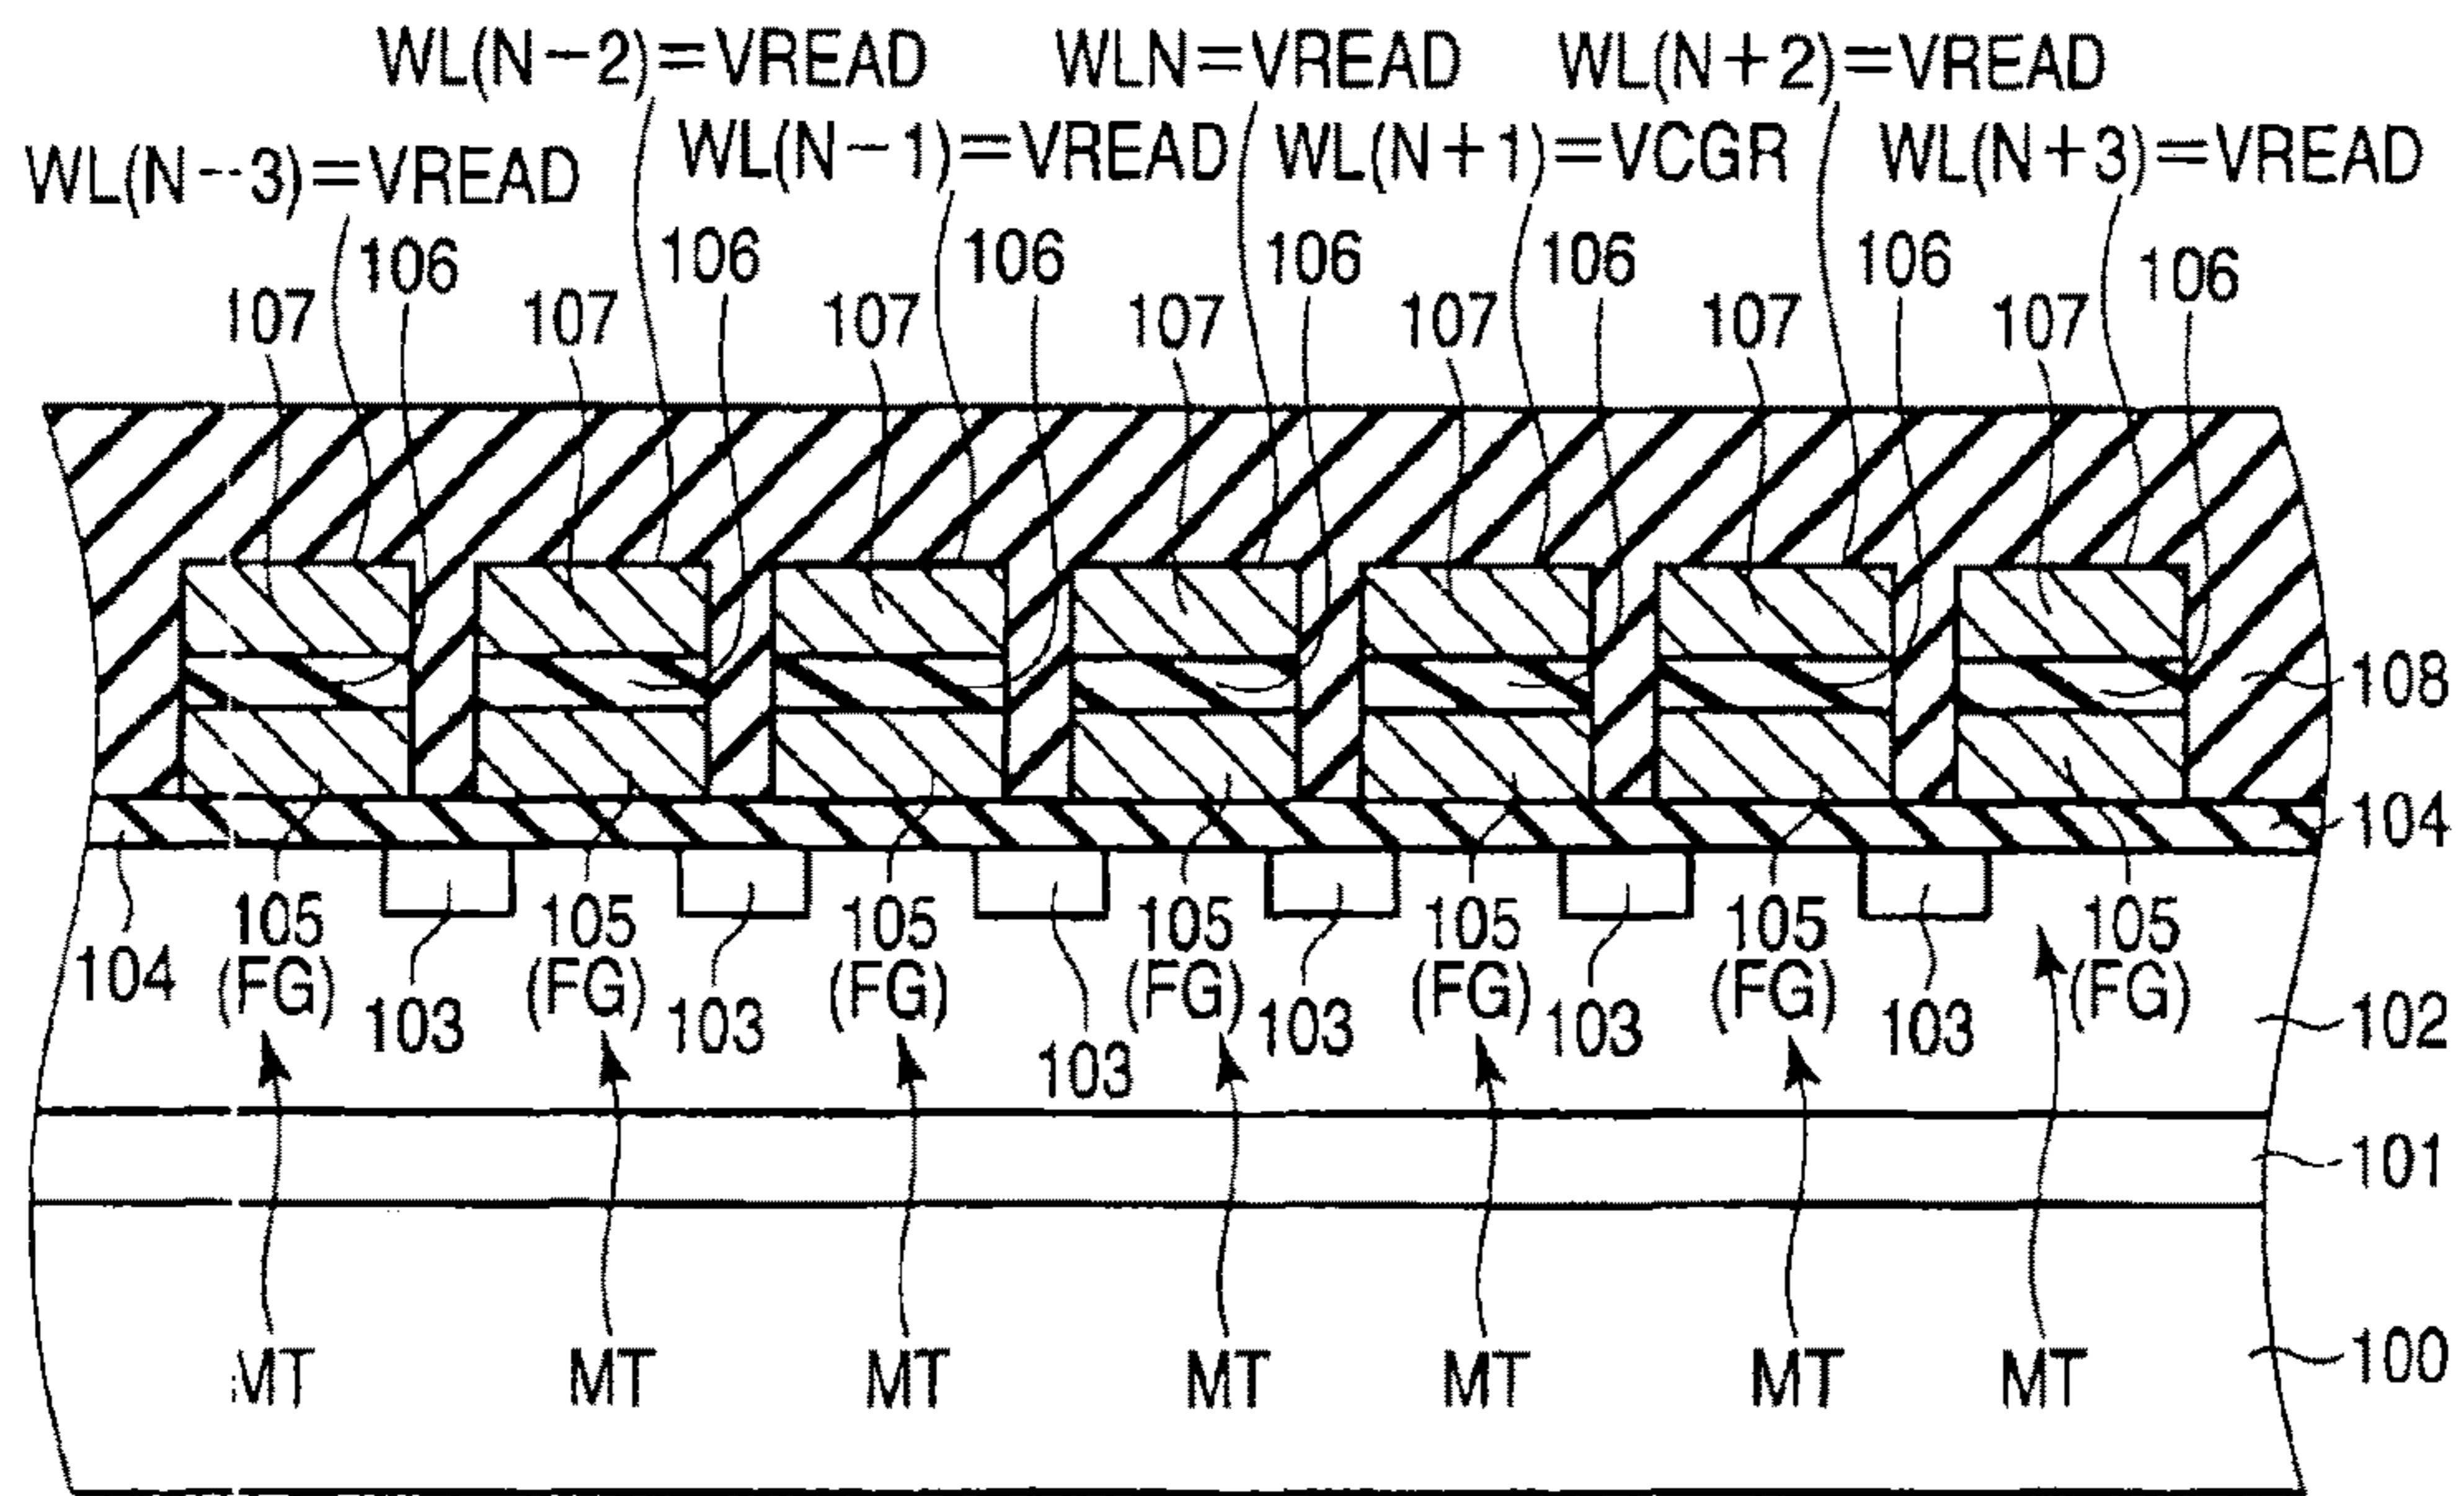 WL(N-2)=VREAD WLN=VREAD WL(N+2)=VREAD
WL(N-3)=VREAD WL(N-1)=VREAD WL(N+1)=VCGR WL(N+3)=VREAD
106 106 106 106 106 106 106
107 107 107 107 107 107 107
108
104
105 105 105 105 105 105 105
(FG) (FG) (FG) (FG) (FG) (FG) (FG)
104 103 103 103 103 103 103 102
101
MT MT MT MT MT MT MT 100